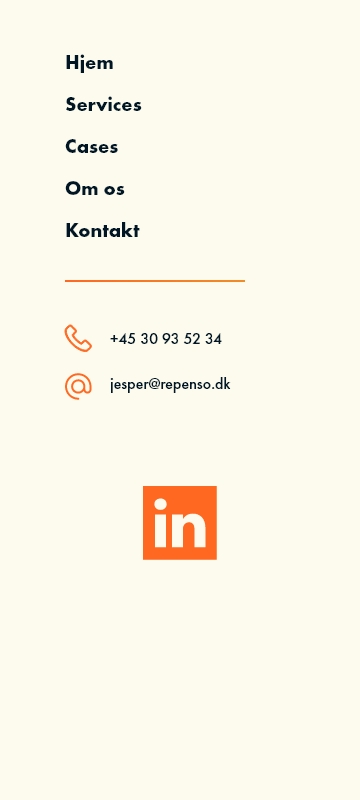 Hjem
Services
Cases
Om os
Kontakt
+45 30 93 52 34
jesper@repenso.dk
in